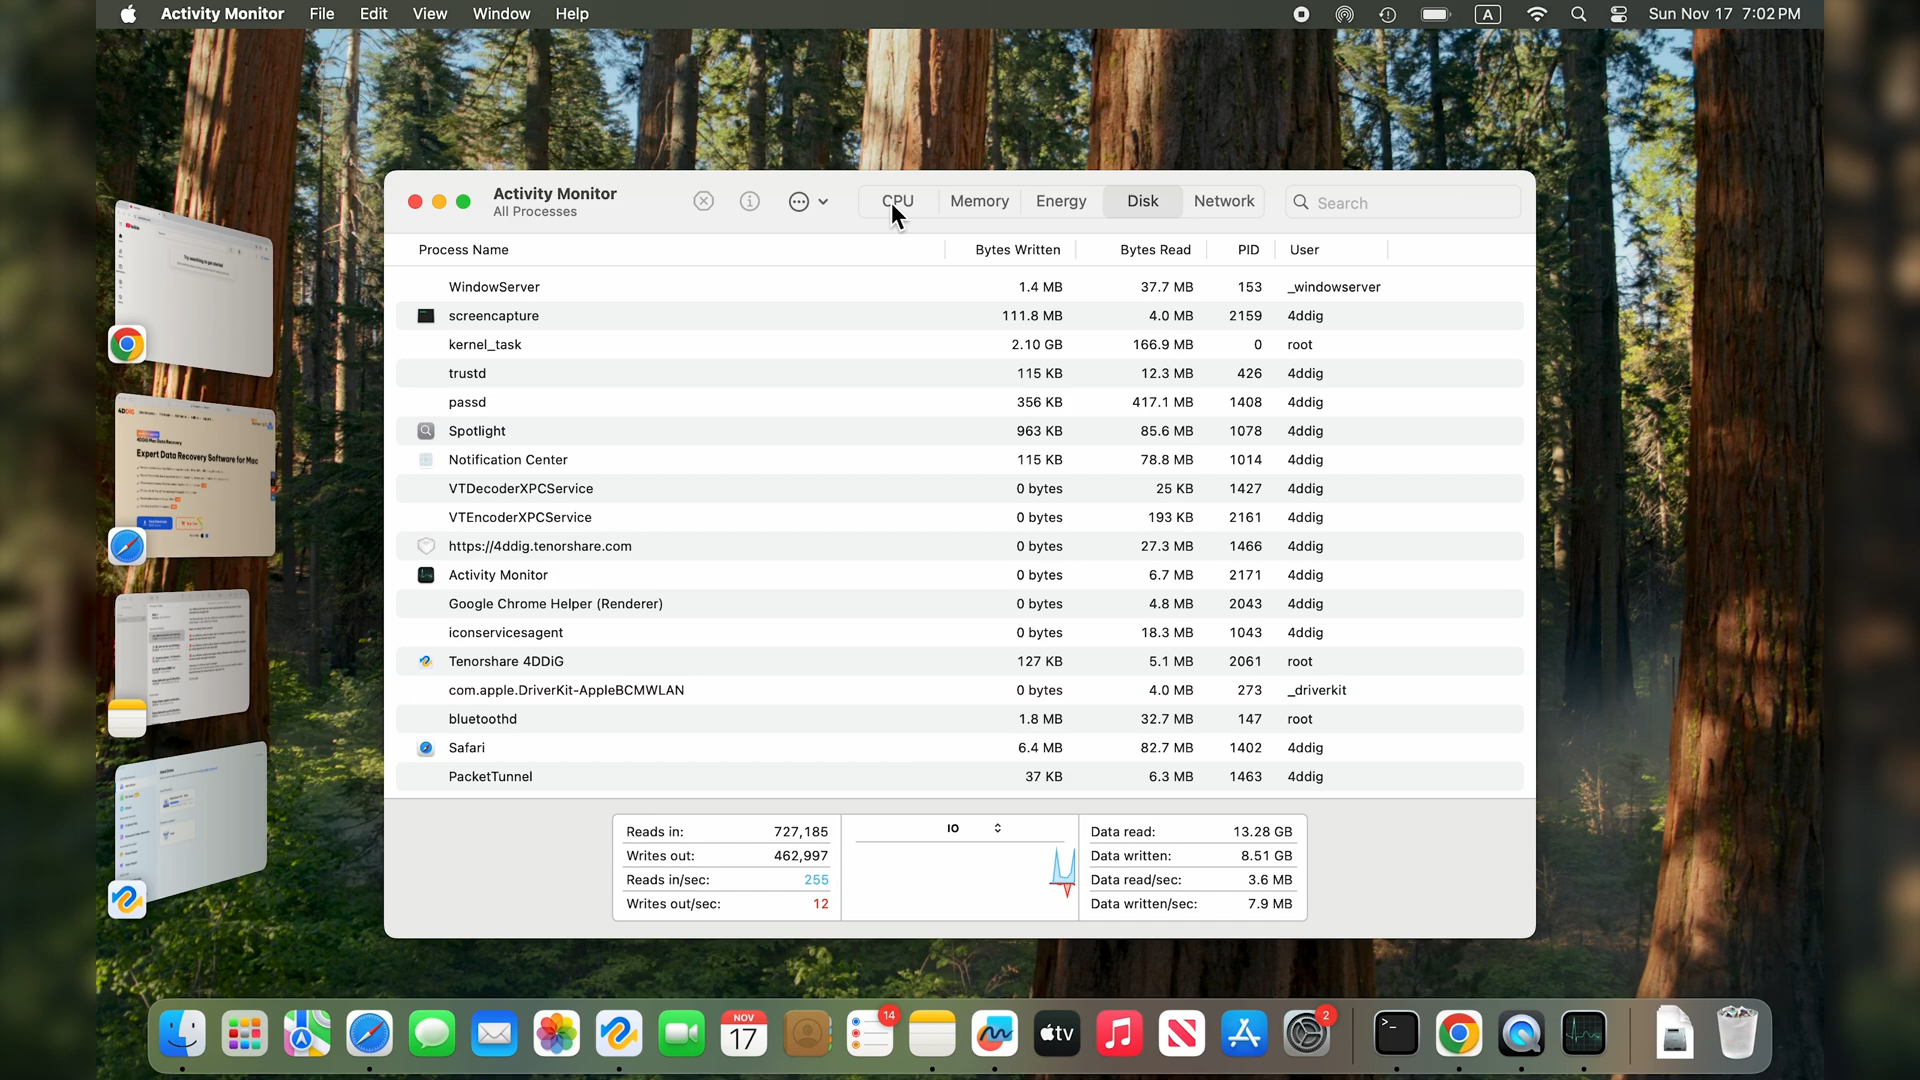 Activity Monitor File Edit View Window Help A Sun Nov 17 7:02 PM
Activity Monitor
All Processes
CPU Memory Energy Disk Network Search
Process Name Bytes Written Bytes Read PID User
WindowServer 1.4 MB 37.7 MB 153 _windowserver
screencapture 111.8 MB 4.0 MB 2159 4ddig
kernel_task 2.10 GB 166.9 MB 0 root
trustd 115 KB 12.3 MB 426 4ddig
passd 356 KB 417.1 MB 1408 4ddig
Spotlight 963 KB 85.6 MB 1078 4ddig
Notification Center 115 KB 78.8 MB 1014 4ddig
VTDecoderXPCService 0 bytes 25 KB 1427 4ddig
VTEncoderXPCService 0 bytes 193 KB 2161 4ddig
https://4ddig.tenorshare.com 0 bytes 27.3 MB 1466 4ddig
Activity Monitor 0 bytes 6.7 MB 2171 4ddig
Google Chrome Helper (Renderer) 0 bytes 4.8 MB 2043 4ddig
iconservicesagent 0 bytes 18.3 MB 1043 4ddig
Tenorshare 4DDiG 127 KB 5.1 MB 2061 root
com.apple.DriverKit-AppleBCMWLAN 0 bytes 4.0 MB 273 _driverkit
bluetoothd 1.8 MB 32.7 MB 147 root
Safari 6.4 MB 82.7 MB 1402 4ddig
PacketTunnel 37 KB 6.3 MB 1463 4ddig
Reads in: 727,185
Writes out: 462,997
Reads in/sec: 255
Writes out/sec: 12
IO
Data read: 13.28 GB
Data written: 8.51 GB
Data read/sec: 3.6 MB
Data written/sec: 7.9 MB
Try searching to get started
4DDiG Mac Data Recovery
Expert Data Recovery Software for Mac
NOV
17
14
tv
2